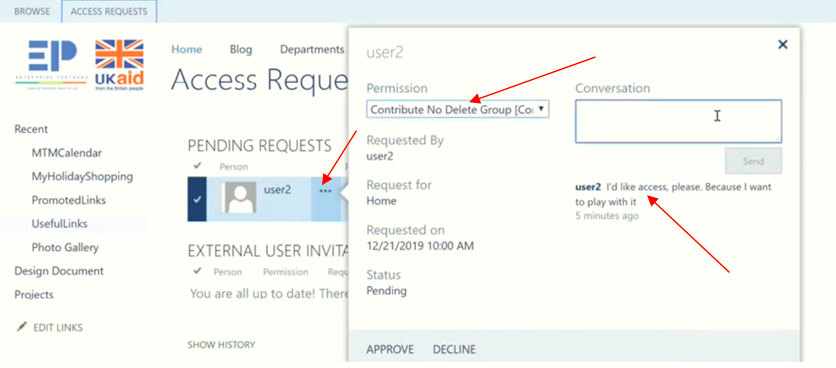 BROWSE ACCESS REQUESTS
EP
ENTERPRISE PARTNERS
UKaid
from the British people
Home Blog Departments
Access Reque
Recent
MTMCalendar
MyHolidayShopping
PromotedLinks
UsefulLinks
Photo Gallery
Design Document
Projects
EDIT LINKS
PENDING REQUESTS
Person
user2
EXTERNAL USER INVITA
Person Permission Requ
You are all up to date! There
SHOW HISTORY
user2
Permission
Contribute No Delete Group [Co
Requested By
user2
Request for
Home
Requested on
12/21/2019 10:00 AM
Status
Pending
Conversation
Send
user2 I'd like access, please. Because I want
to play with it
5 minutes ago
APPROVE DECLINE